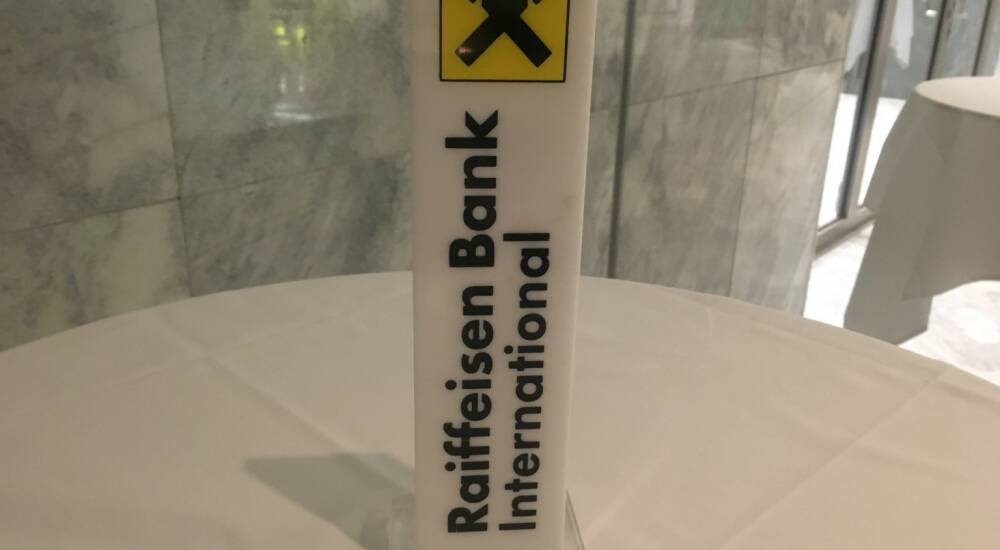 Raiffeisen Bank
International